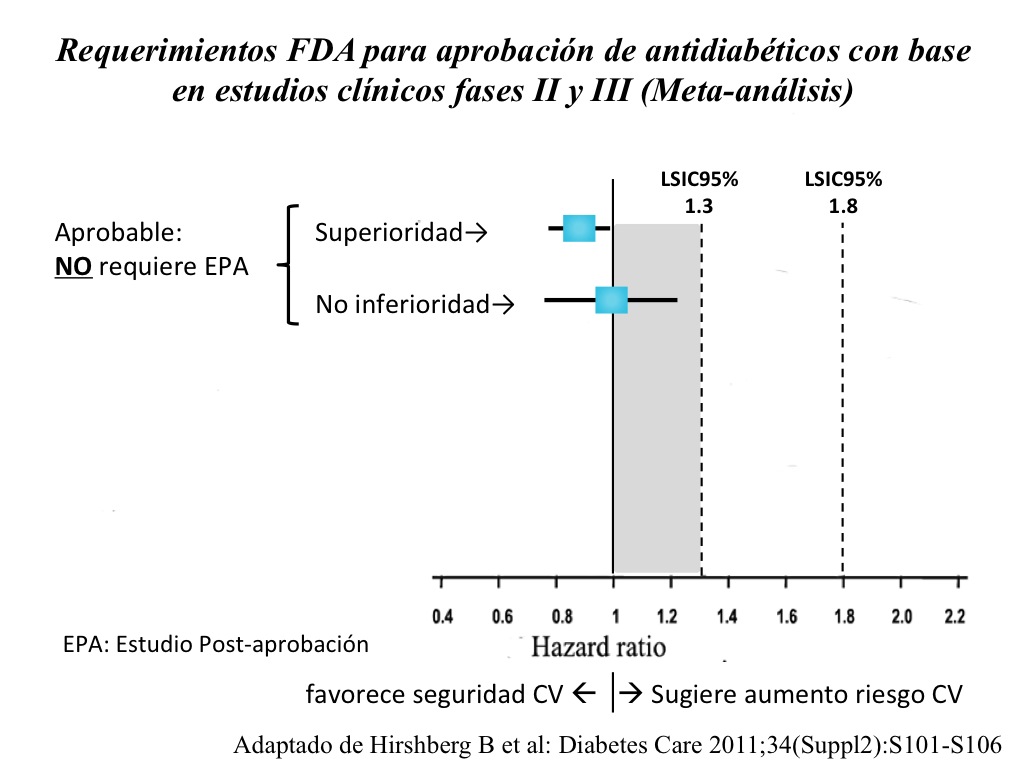 Requerimientos FDA para aprobación de antidiabéticos con base
en estudios clínicos fases II y III (Meta-análisis)
LSIC95%
1.3
LSIC95%
1.8
Aprobable:
NO requiere EPA
Superioridad→
No inferioridad→
0.4 0.6 0.8 1 1.2 1.4 1.6 1.8 2.0 2.2
Hazard ratio
EPA: Estudio Post-aprobación
favorece seguridad CV ← → Sugiere aumento riesgo CV
Adaptado de Hirshberg B et al: Diabetes Care 2011;34(Suppl2):S101-S106